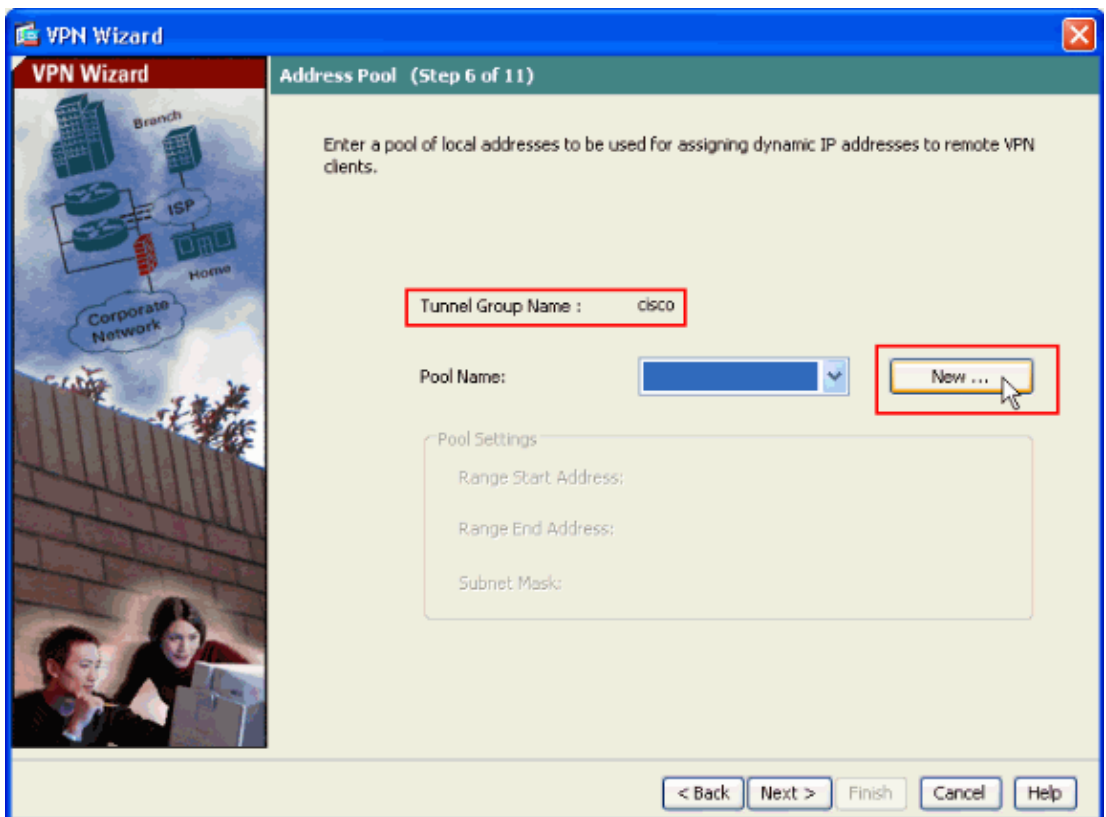 VPN Wizard
VPN Wizard
Address Pool (Step 6 of 11)
Branch
ISP
Home
Corporate
Network
Enter a pool of local addresses to be used for assigning dynamic IP addresses to remote VPN
clients.
Tunnel Group Name : cisco
Pool Name:
New ...
Pool Settings
Range Start Address:
Range End Address:
Subnet Mask:
< Back Next > Finish Cancel Help